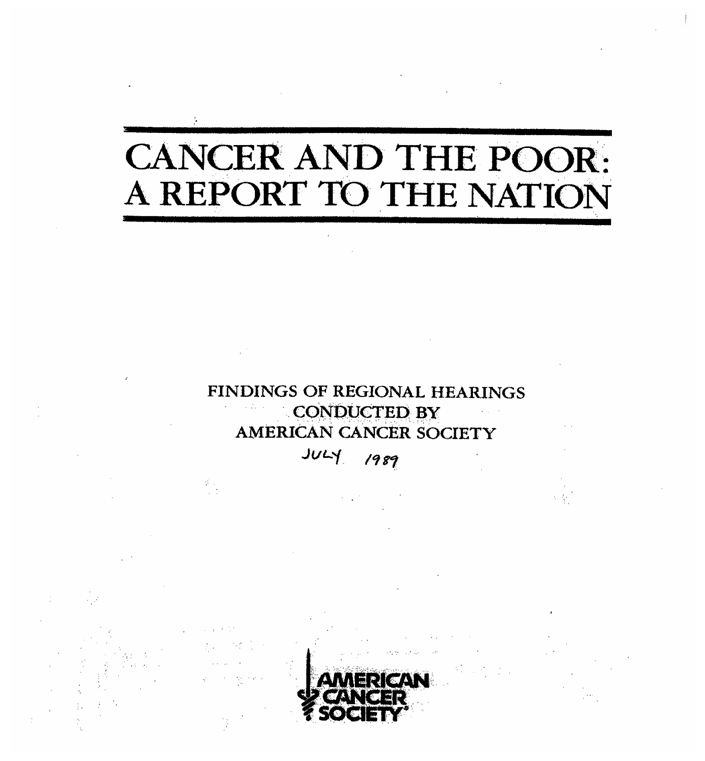 CANCER AND THE POOR:
A REPORT TO THE NATION
FINDINGS OF REGIONAL HEARINGS
CONDUCTED BY
AMERICAN CANCER SOCIETY
JULY 1989
AMERICAN
CANCER
SOCIETY®